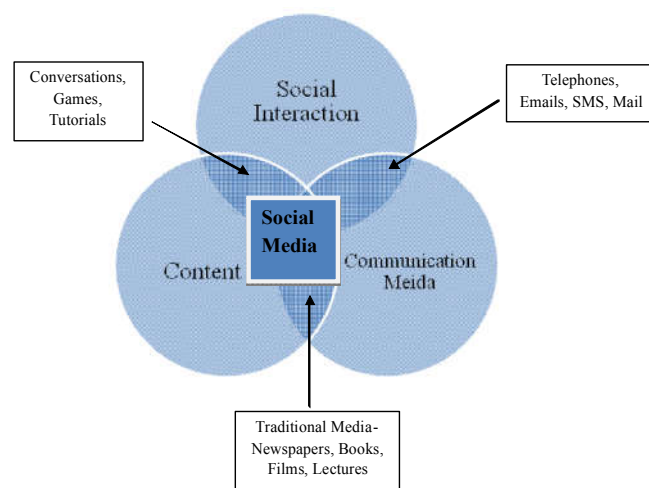 Conversations,
Games,
Tutorials
Telephones,
Emails, SMS, Mail
Social
Interaction
Social
Media
Content
Communication
Meida
Traditional Media-
Newspapers, Books,
Films, Lectures